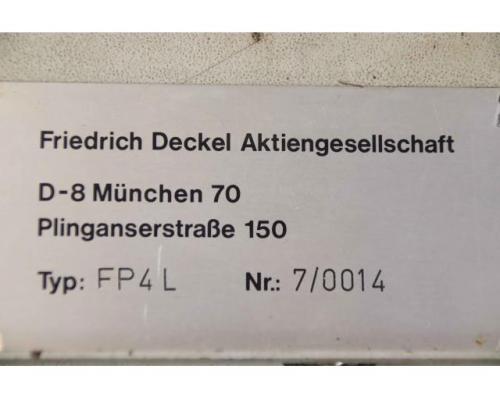 Friedrich Deckel Aktiengesellschaft
D-8 München 70
Plinganserstraße 150
Typ: FP4L Nr.: 7/0014